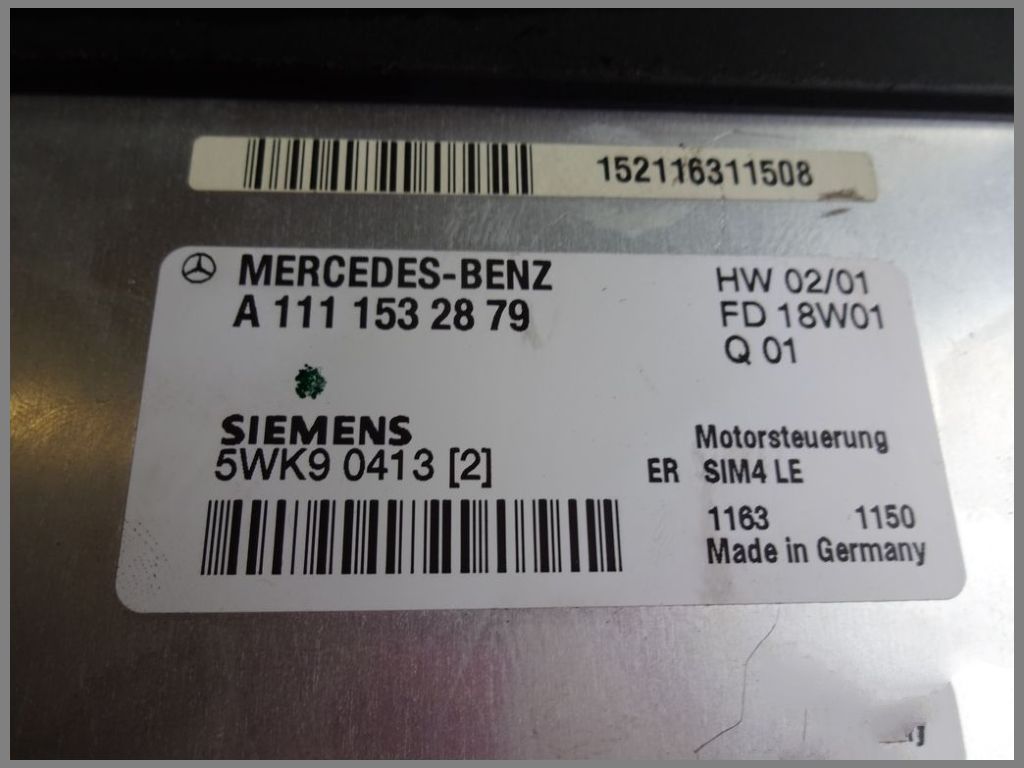 152116311508
MERCEDES-BENZ
A 111 153 28 79
HW 02/01
FD 18W01
Q 01
SIEMENS
5WK9 0413 [2]
Motorsteuerung
ER SIM4 LE
1163 1150
Made in Germany